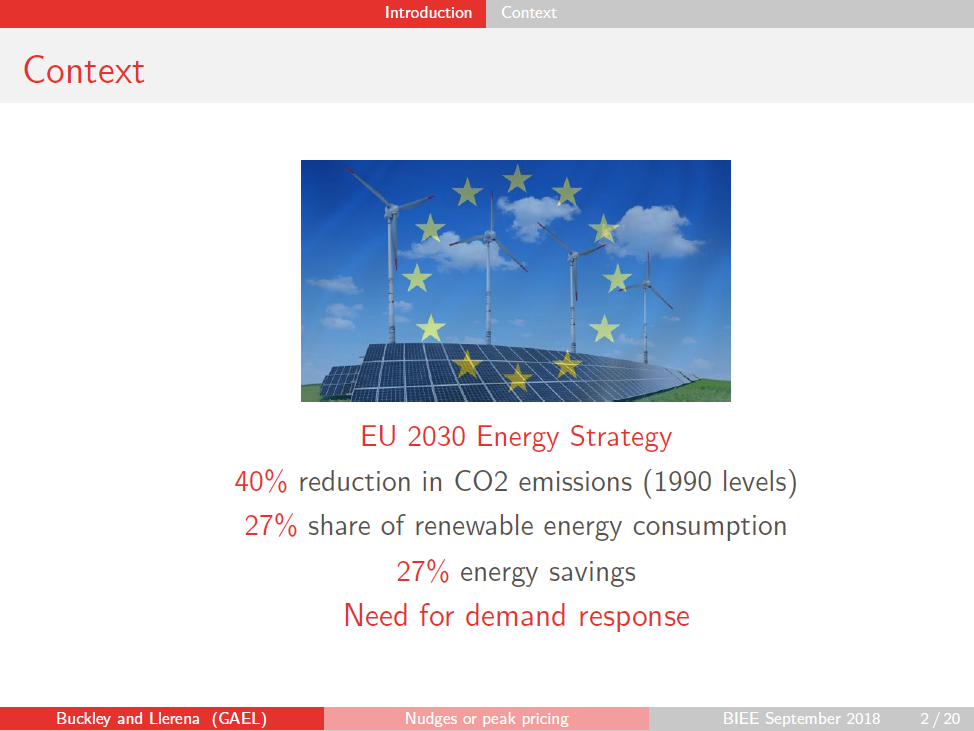 Introduction Context
Context
EU 2030 Energy Strategy
40% reduction in CO2 emissions (1990 levels)
27% share of renewable energy consumption
27% energy savings
Need for demand response
Buckley and Llerena (GAEL) Nudges or peak pricing BIEE September 2018 2 / 20